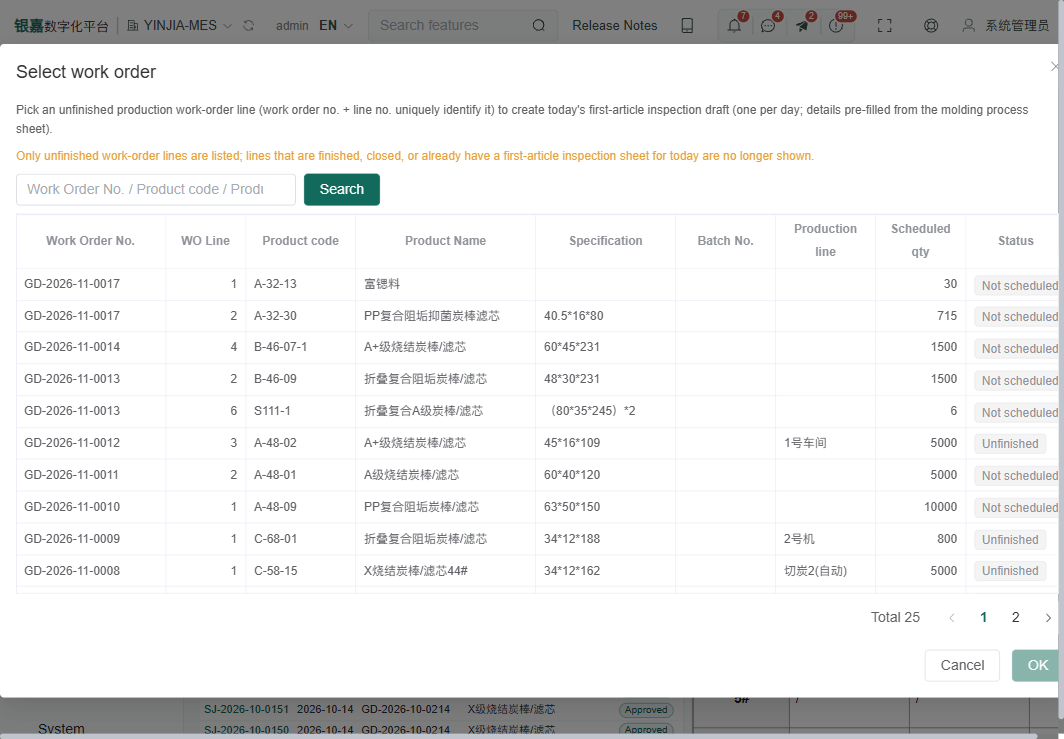 银嘉数字化平台 YINJIA-MES admin EN Search features Release Notes 7 4 2 99+ 系统管理员
Select work order
Pick an unfinished production work-order line (work order no. + line no. uniquely identify it) to create today's first-article inspection draft (one per day; details pre-filled from the molding process
sheet).
Only unfinished work-order lines are listed; lines that are finished, closed, or already have a first-article inspection sheet for today are no longer shown.
Work Order No. / Product code / Produ Search
Work Order No. WO Line Product code Product Name Specification Batch No. Production line Scheduled qty Status
GD-2026-11-0017 1 A-32-13 富锶料 30 Not scheduled
GD-2026-11-0017 2 A-32-30 PP复合阻垢抑菌炭棒滤芯 40.5*16*80 715 Not scheduled
GD-2026-11-0014 4 B-46-07-1 A+级烧结炭棒/滤芯 60*45*231 1500 Not scheduled
GD-2026-11-0013 2 B-46-09 折叠复合阻垢炭棒/滤芯 48*30*231 1500 Not scheduled
GD-2026-11-0013 6 S111-1 折叠复合A级炭棒/滤芯 （80*35*245）*2 6 Not scheduled
GD-2026-11-0012 3 A-48-02 A+级烧结炭棒/滤芯 45*16*109 1号车间 5000 Unfinished
GD-2026-11-0011 2 A-48-01 A级烧结炭棒/滤芯 60*40*120 5000 Not scheduled
GD-2026-11-0010 1 A-48-09 PP复合阻垢炭棒/滤芯 63*50*150 10000 Not scheduled
GD-2026-11-0009 1 C-68-01 折叠复合阻垢炭棒/滤芯 34*12*188 2号机 800 Unfinished
GD-2026-11-0008 1 C-58-15 X烧结炭棒/滤芯44# 34*12*162 切炭2(自动) 5000 Unfinished
Total 25 1 2
Cancel OK
SJ-2026-10-0151 2026-10-14 GD-2026-10-0214 X级烧结炭棒/滤芯 Approved 5# / /
System SJ-2026-10-0150 2026-10-14 GD-2026-10-0214 X级烧结炭棒/滤芯 Approved